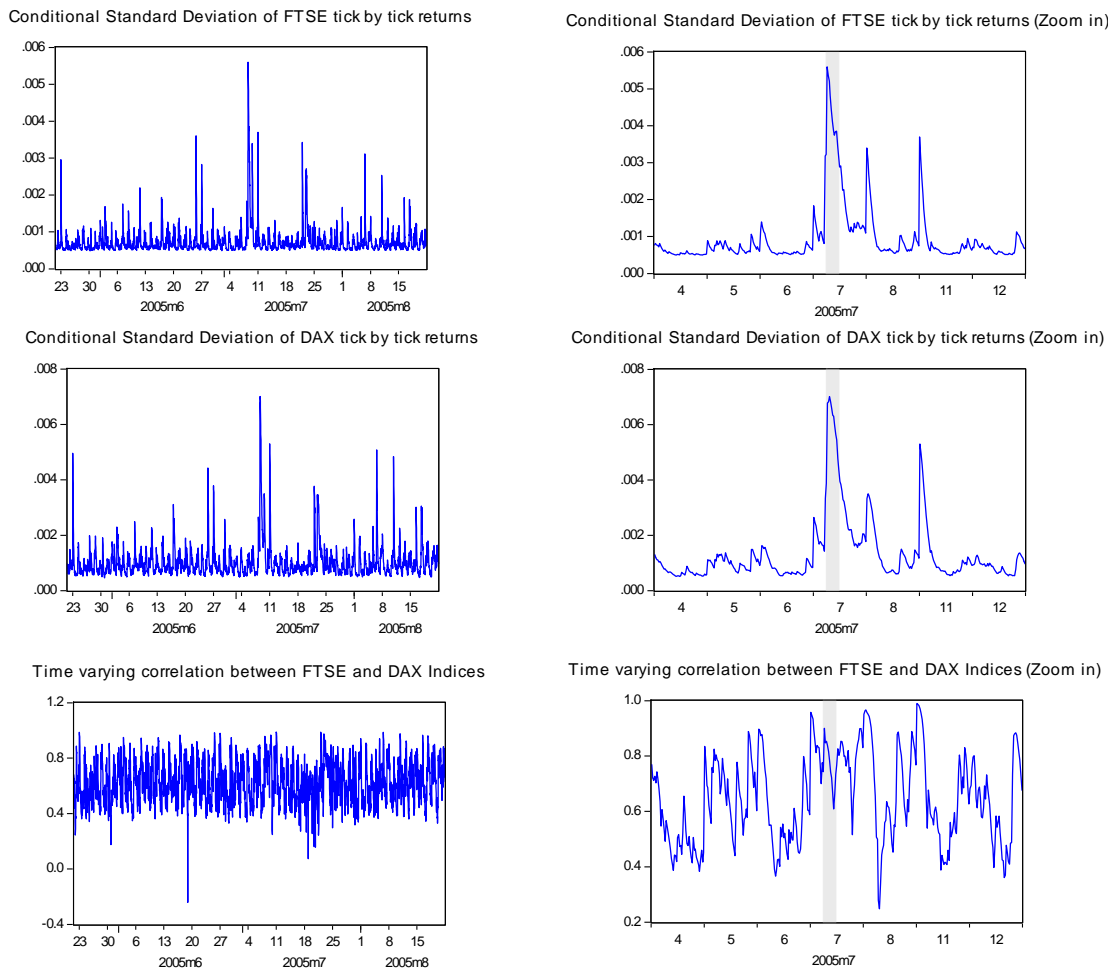 Conditional Standard Deviation of FTSE tick by tick returns
.006
.005
.004
.003
.002
.001
.000
23 30 6 13 20 27 4 11 18 25 1 8 15
2005m6 2005m7 2005m8
Conditional Standard Deviation of FTSE tick by tick returns (Zoom in)
.006
.005
.004
.003
.002
.001
.000
4 5 6 7 8 11 12
2005m7
Conditional Standard Deviation of DAX tick by tick returns
.008
.006
.004
.002
.000
23 30 6 13 20 27 4 11 18 25 1 8 15
2005m6 2005m7 2005m8
Conditional Standard Deviation of DAX tick by tick returns (Zoom in)
.008
.006
.004
.002
.000
4 5 6 7 8 11 12
2005m7
Time varying correlation between FTSE and DAX Indices
1.2
0.8
0.4
0.0
-0.4
23 30 6 13 20 27 4 11 18 25 1 8 15
2005m6 2005m7 2005m8
Time varying correlation between FTSE and DAX Indices (Zoom in)
1.0
0.8
0.6
0.4
0.2
4 5 6 7 8 11 12
2005m7